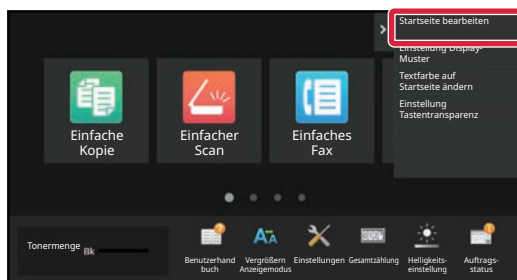 Startseite bearbeiten
Einstellung Display-
Muster
Textfarbe auf
Startseite ändern
Einstellung
Tastentransparenz
Einfache
Kopie
Einfacher
Scan
Einfaches
Fax
Tonermenge
Bk
Benutzerhand
buch
Vergrößern
Anzeigemodus
Einstellungen
Gesamtzählung
Helligkeits-
einstellung
Auftrags-
status